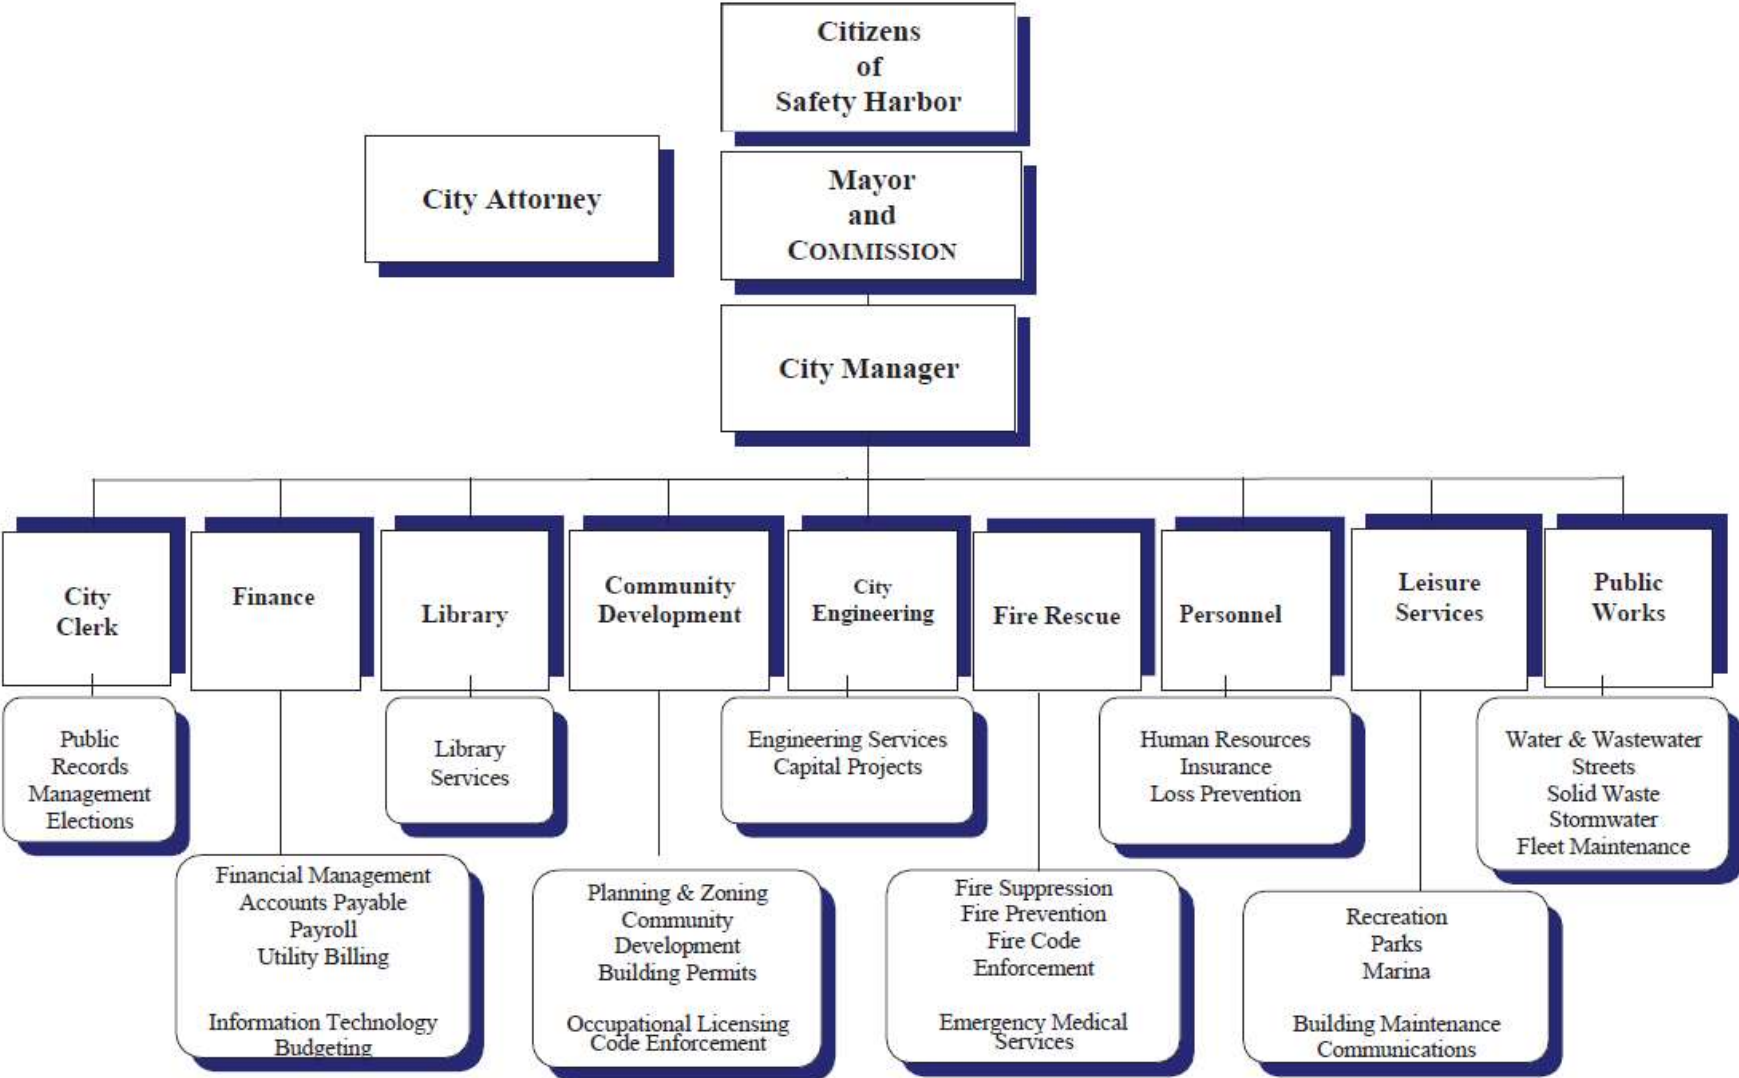 Citizens
of
Safety Harbor
City Attorney
Mayor
and
COMMISSION
City Manager
City
Clerk
Finance
Library
Community
Development
City
Engineering
Fire Rescue
Personnel
Leisure
Services
Public
Works
Public
Records
Management
Elections
Library
Services
Engineering Services
Capital Projects
Human Resources
Insurance
Loss Prevention
Water & Wastewater
Streets
Solid Waste
Stormwater
Fleet Maintenance
Financial Management
Accounts Payable
Payroll
Utility Billing
Information Technology
Budgeting
Planning & Zoning
Community
Development
Building Permits
Occupational Licensing
Code Enforcement
Fire Suppression
Fire Prevention
Fire Code
Enforcement
Emergency Medical
Services
Recreation
Parks
Marina
Building Maintenance
Communications